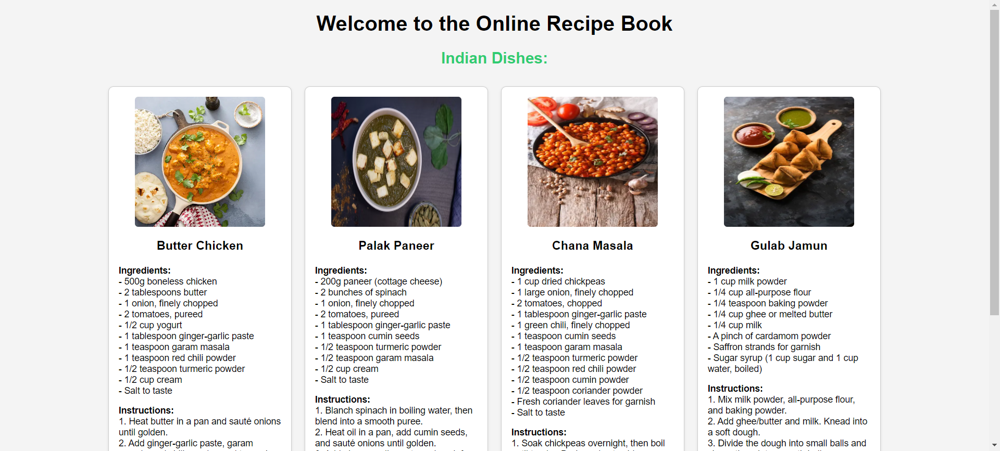 Welcome to the Online Recipe Book
Indian Dishes:
Butter Chicken
Ingredients:
- 500g boneless chicken
- 2 tablespoons butter
- 1 onion, finely chopped
- 2 tomatoes, pureed
- 1/2 cup yogurt
- 1 tablespoon ginger-garlic paste
- 1 teaspoon garam masala
- 1 teaspoon red chili powder
- 1/2 teaspoon turmeric powder
- 1/2 cup cream
- Salt to taste
Instructions:
1. Heat butter in a pan and sauté onions
until golden.
2. Add ginger-garlic paste, garam
Palak Paneer
Ingredients:
- 200g paneer (cottage cheese)
- 2 bunches of spinach
- 1 onion, finely chopped
- 2 tomatoes, pureed
- 1 tablespoon ginger-garlic paste
- 1 teaspoon cumin seeds
- 1/2 teaspoon turmeric powder
- 1/2 teaspoon garam masala
- 1/2 cup cream
- Salt to taste
Instructions:
1. Blanch spinach in boiling water, then
blend into a smooth puree.
2. Heat oil in a pan, add cumin seeds,
and sauté onions until golden.
Chana Masala
Ingredients:
- 1 cup dried chickpeas
- 1 large onion, finely chopped
- 2 tomatoes, chopped
- 1 tablespoon ginger-garlic paste
- 1 green chili, finely chopped
- 1 teaspoon cumin seeds
- 1 teaspoon garam masala
- 1/2 teaspoon turmeric powder
- 1/2 teaspoon red chili powder
- 1/2 teaspoon cumin powder
- 1/2 teaspoon coriander powder
- Fresh coriander leaves for garnish
- Salt to taste
Instructions:
1. Soak chickpeas overnight, then boil
Gulab Jamun
Ingredients:
- 1 cup milk powder
- 1/4 cup all-purpose flour
- 1/4 teaspoon baking powder
- 1/4 cup ghee or melted butter
- 1/4 cup milk
- A pinch of cardamom powder
- Saffron strands for garnish
- Sugar syrup (1 cup sugar and 1 cup
water, boiled)
Instructions:
1. Mix milk powder, all-purpose flour,
and baking powder.
2. Add ghee/butter and milk. Knead into
a soft dough.
3. Divide the dough into small balls and